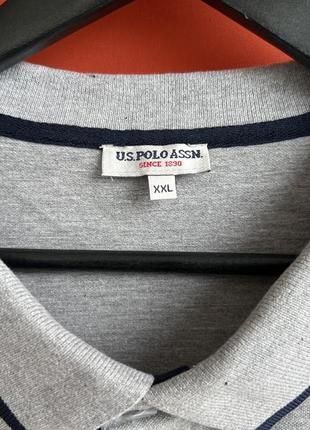 U.S. POLO ASSN.
SINCE 1890
XXL